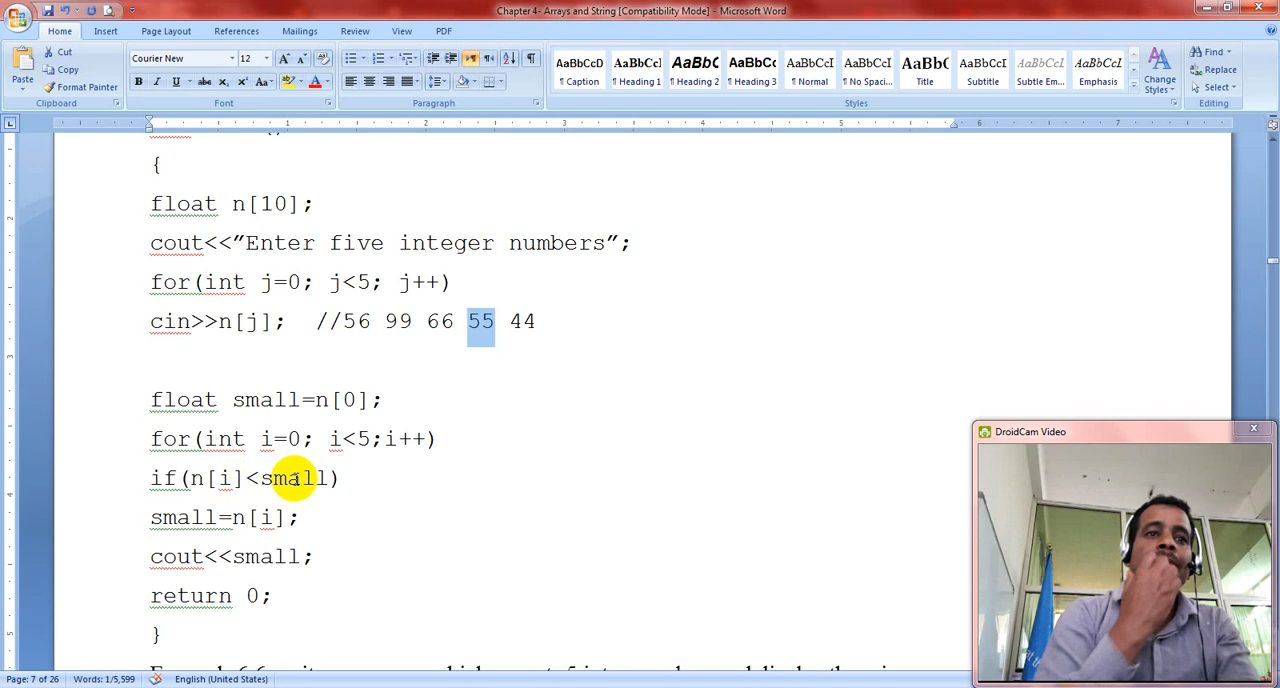 Chapter 4- Arrays and String [Compatibility Mode] - Microsoft Word
Home Insert Page Layout References Mailings Review View PDF
Cut
Copy
Format Painter
Paste
Clipboard
Courier New 12
Font
Paragraph
AaBbCcD AaBbCcI AaBbC AaBbCc AaBbCcI AaBbCcI AaBbC AaBbCcI AaBbCcI AaBbCcI
¶ Caption ¶ Heading 1 ¶ Heading 2 ¶ Heading 3 ¶ Normal ¶ No Spaci... Title Subtitle Subtle Em... Emphasis
Change Styles
Styles
Find
Replace
Select
Editing
{
float n[10];
cout<<”Enter five integer numbers”;
for(int j=0; j<5; j++)
cin>>n[j]; //56 99 66 55 44
float small=n[0];
for(int i=0; i<5;i++)
if(n[i]<small)
small=n[i];
cout<<small;
return 0;
}
DroidCam Video
Page: 7 of 26 Words: 1/5,599 English (United States)